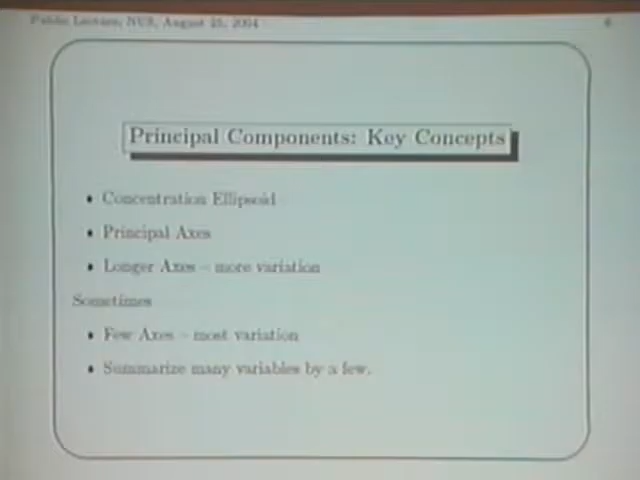 Public Lecture, NUS, August 25, 2004
6
Principal Components: Key Concepts
• Concentration Ellipsoid
• Principal Axes
• Longer Axes – more variation
Sometimes
• Few Axes – most variation
• Summarize many variables by a few.